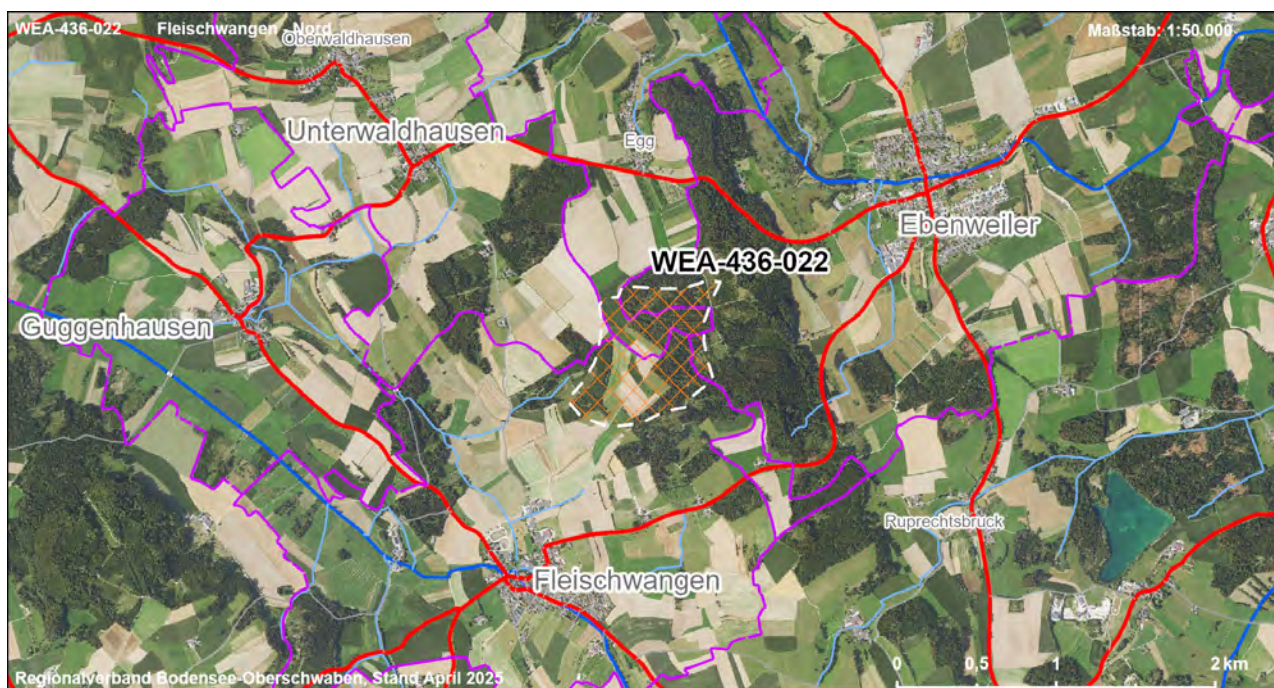 WEA-436-022 Fleischwangen - Nord
Maßstab: 1:50.000
Oberwaldhausen
Unterwaldhausen
Egg
Ebenweiler
WEA-436-022
Guggenhausen
Ruprechtsbruck
Fleischwangen
0 0,5 1 2 km
Regionalverband Bodensee-Oberschwaben, Stand April 2025